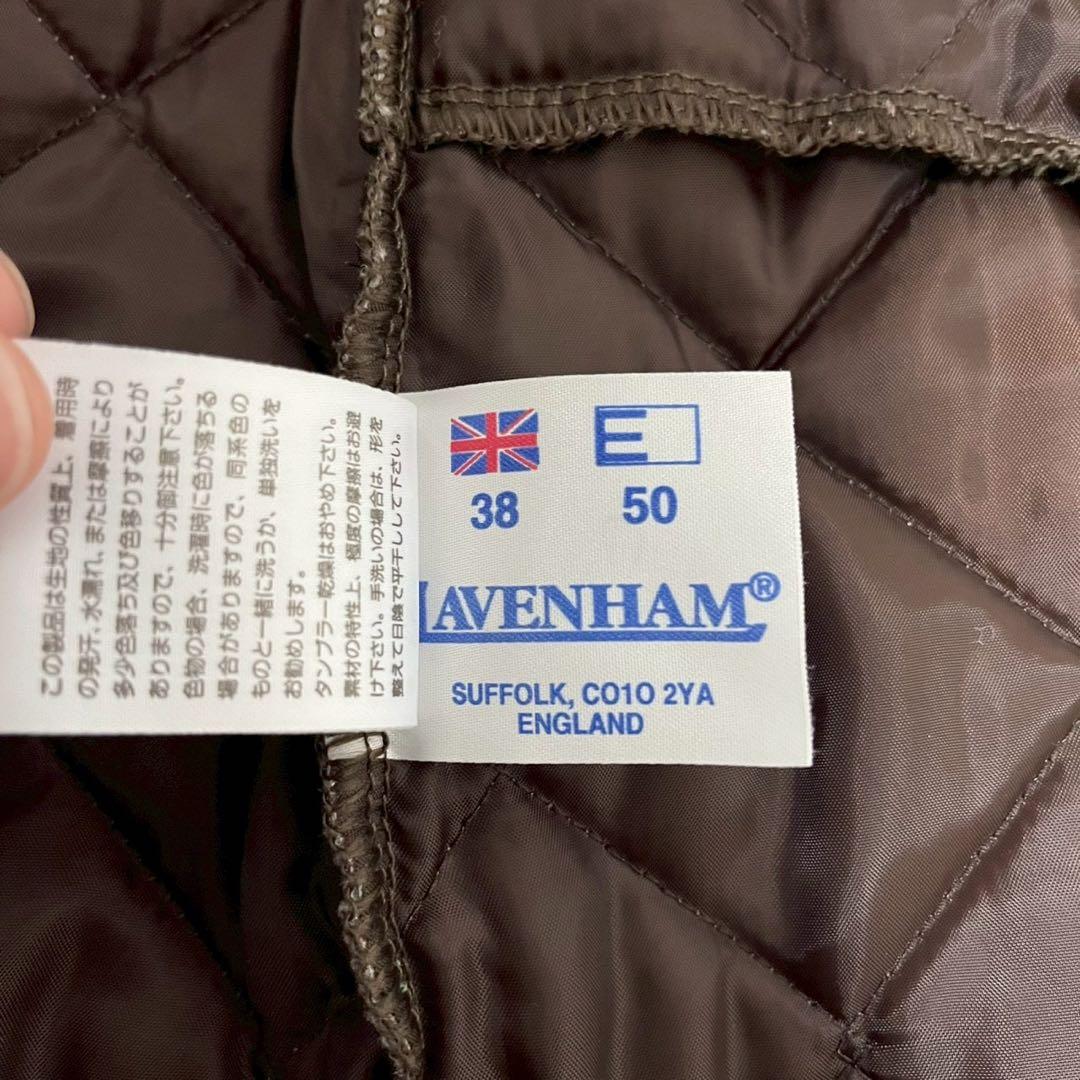 この製品は生地の性質上、着用時
の発汗、水濡れ、または摩擦により
多少色落ち及び色移りすることが
ありますので、十分御注意下さい。
色物の場合、洗濯時に色が落ちる
場合がありますので、同系色の
ものと一緒に洗うか、単独洗いを
お勧めします。
タンブラー乾燥はおやめ下さい。
素材の特性上、極度の摩擦はお避
け下さい。手洗いの場合は、形を
整えて日陰で平干しして下さい。
E
38 50
LAVENHAM®
SUFFOLK, CO1O 2YA
ENGLAND